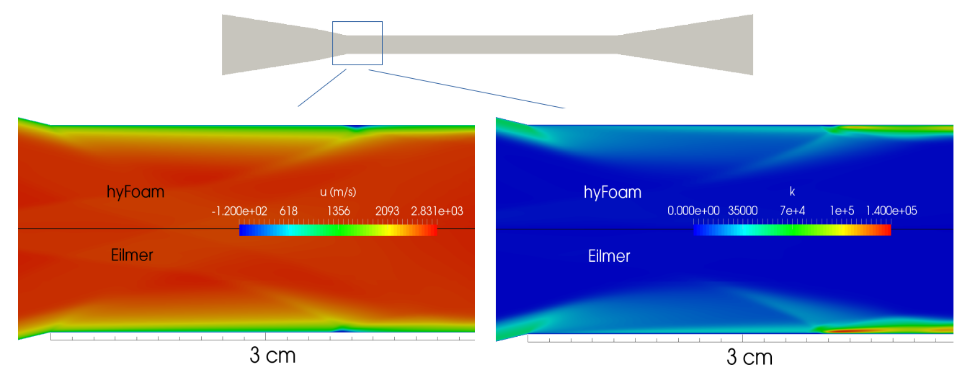 hyFoam
u (m/s)
-1.200e+02 618 1356 2093 2.831e+03
Eilmer
3 cm
hyFoam
k
0.000e+00 35000 7e+4 1e+5 1.400e+05
Eilmer
3 cm